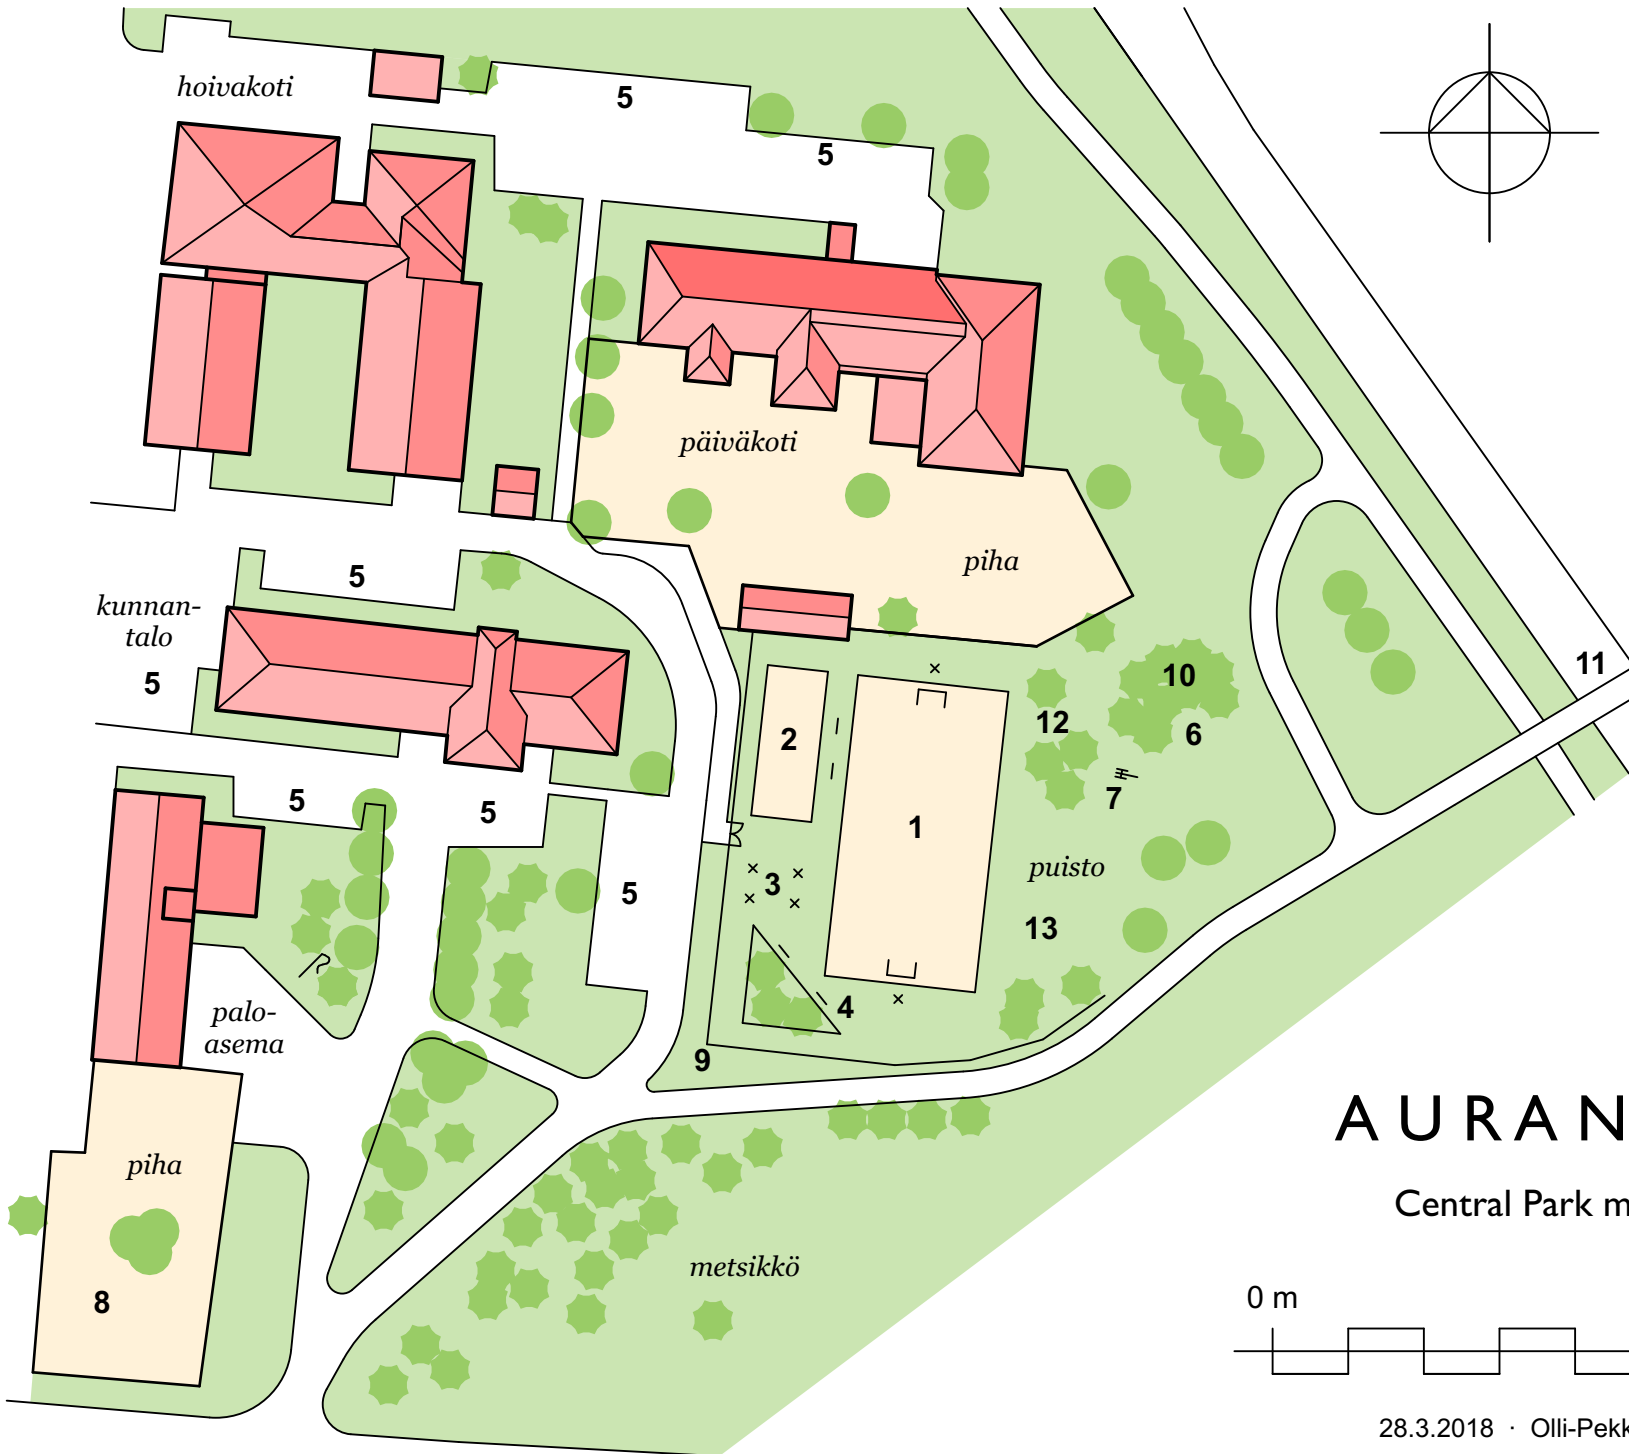 hoivakoti
5
5
päiväkoti
piha
5
kunnan-
talo
5
10
11
12
6
2
7
5
5
1
puisto
3
5
13
4
palo-
asema
9
piha
metsikkö
8
AURAN
Central Park
0 m
28.3.2018 · Olli-Pekk